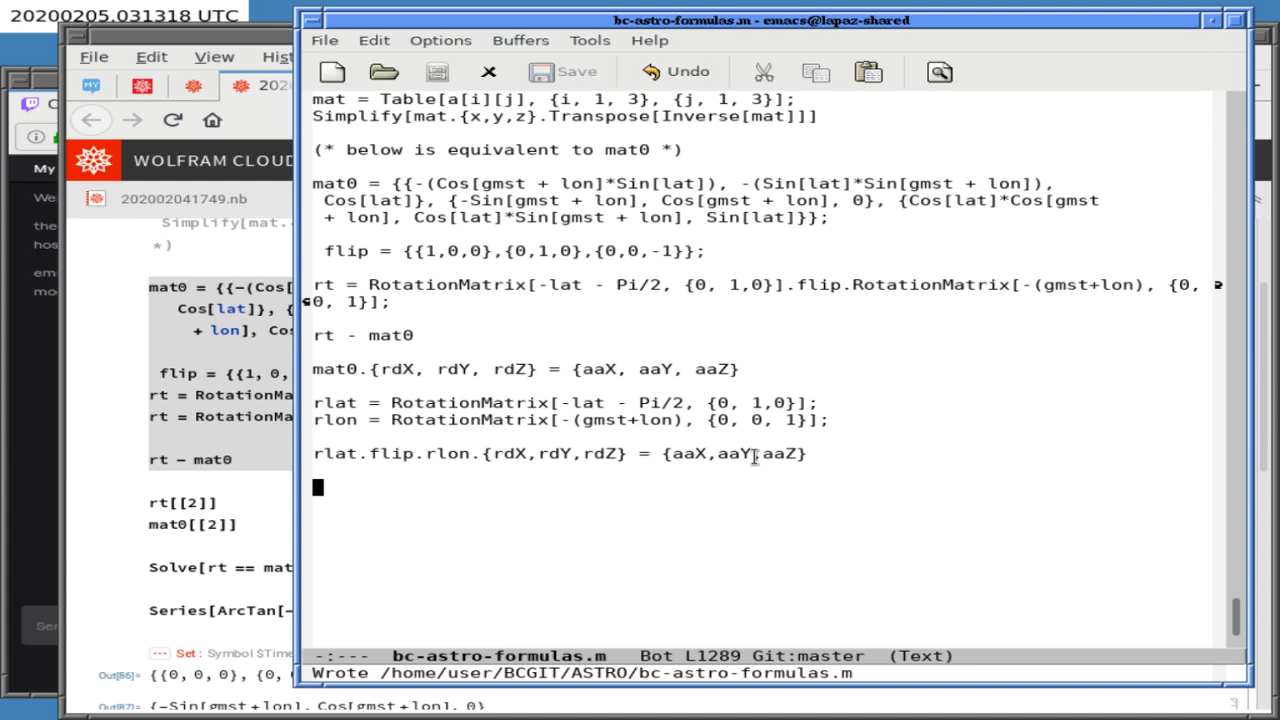 20200205.031318 UTC
bc-astro-formulas.m - emacs@lapaz-shared
File Edit Options Buffers Tools Help
Save Undo
mat = Table[a[i][j], {i, 1, 3}, {j, 1, 3}];
Simplify[mat.{x,y,z}.Transpose[Inverse[mat]]]
(* below is equivalent to mat0 *)
mat0 = {{-(Cos[gmst + lon]*Sin[lat]), -(Sin[lat]*Sin[gmst + lon]),
Cos[lat]}, {-Sin[gmst + lon], Cos[gmst + lon], 0}, {Cos[lat]*Cos[gmst
+ lon], Cos[lat]*Sin[gmst + lon], Sin[lat]}};
flip = {{1,0,0},{0,1,0},{0,0,-1}};
rt = RotationMatrix[-lat - Pi/2, {0, 1,0}].flip.RotationMatrix[-(gmst+lon), {0,
0, 1}];
rt - mat0
mat0.{rdX, rdY, rdZ} = {aaX, aaY, aaZ}
rlat = RotationMatrix[-lat - Pi/2, {0, 1,0}];
rlon = RotationMatrix[-(gmst+lon), {0, 0, 1}];
rlat.flip.rlon.{rdX,rdY,rdZ} = {aaX,aaY,aaZ}
-:--- bc-astro-formulas.m Bot L1289 Git:master (Text)
Wrote /home/user/BCGIT/ASTRO/bc-astro-formulas.m
File Edit View Hist
MY 202
WOLFRAM CLOUD
202002041749.nb
Simplify[mat.
*)
mat0 = {{-(Cos[
Cos[lat]}, {
+ lon], Cos
flip = {{1, 0,
rt = RotationMa
rt = RotationMa
rt - mat0
rt[[2]]
mat0[[2]]
Solve[rt == mat
Series[ArcTan[-
··· Set: Symbol $Time
Out[86]= {{0, 0, 0}, {0,
Out[87]= {-Sin[gmst+lon], Cos[gmst+lon], 0}
My
We
the
hos
em
mo
Ser